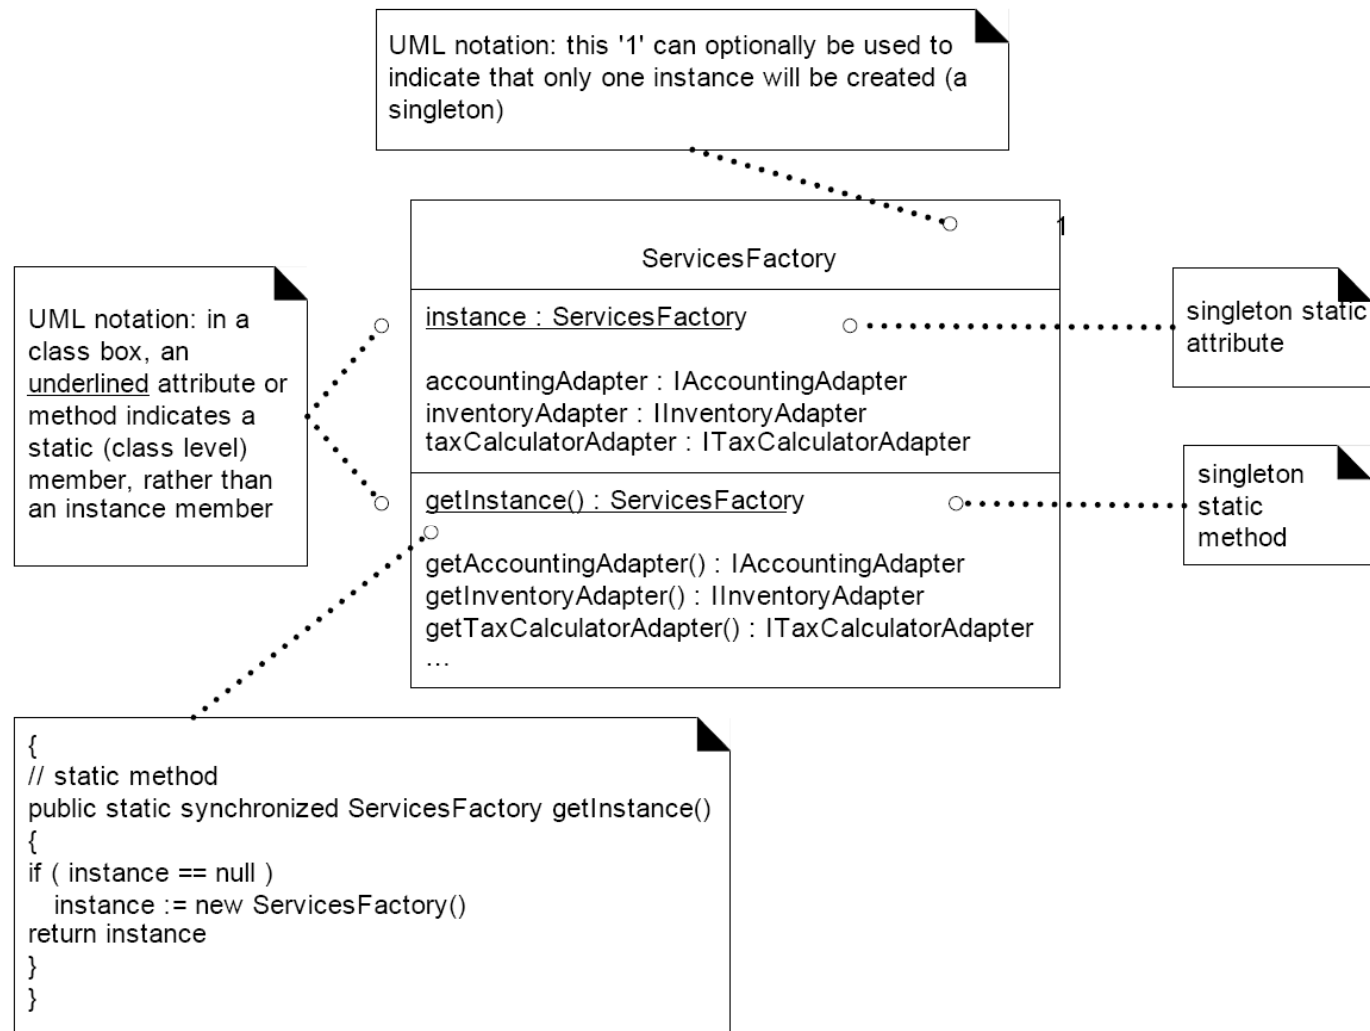 UML notation: this '1' can optionally be used to
indicate that only one instance will be created (a
singleton)
1
ServicesFactory
UML notation: in a
class box, an
underlined attribute or
method indicates a
static (class level)
member, rather than
an instance member
instance : ServicesFactory
accountingAdapter : IAccountingAdapter
inventoryAdapter : IInventoryAdapter
taxCalculatorAdapter : ITaxCalculatorAdapter
singleton static
attribute
getInstance() : ServicesFactory
getAccountingAdapter() : IAccountingAdapter
getInventoryAdapter() : IInventoryAdapter
getTaxCalculatorAdapter() : ITaxCalculatorAdapter
...
singleton
static
method
{
// static method
public static synchronized ServicesFactory getInstance()
{
if ( instance == null )
instance := new ServicesFactory()
return instance
}
}